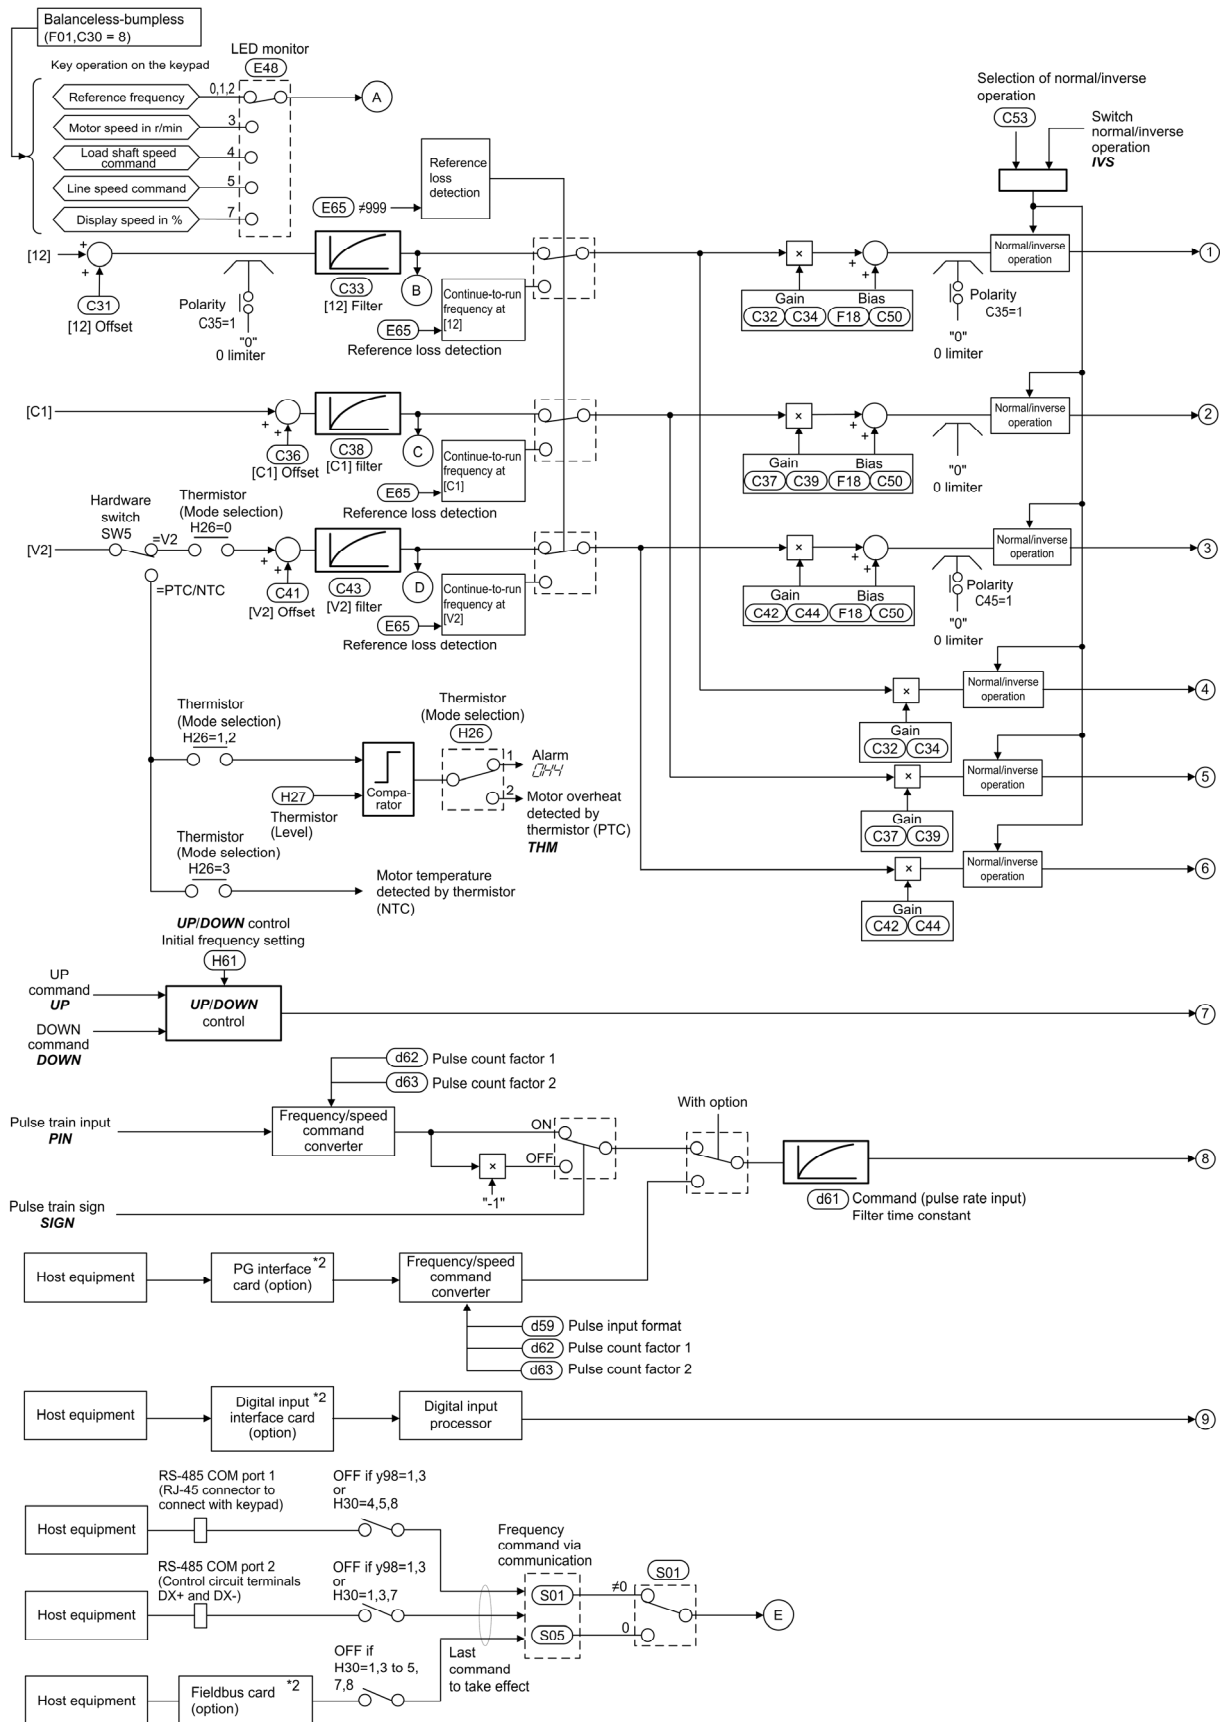 Balanceless-bumpless
(F01,C30 = 8)
LED monitor
E48
Key operation on the keypad
Reference frequency
0,1,2
A
Motor speed in r/min
3
Load shaft speed
command
4
Line speed command
5
Display speed in %
7
Selection of normal/inverse
operation
C53
Switch
normal/inverse
operation
IVS
Reference
loss
detection
E65
≠999
[12]
+
+
C31
[12] Offset
Polarity
C35=1
"0"
0 limiter
C33
[12] Filter
B
Continue-to-run
frequency at
[12]
E65
Reference loss detection
×
+
+
Gain
Bias
C32
C34
F18
C50
Polarity
C35=1
"0"
0 limiter
Normal/inverse
operation
1
[C1]
+
+
C36
[C1] Offset
C38
[C1] filter
C
Continue-to-run
frequency at
[C1]
E65
Reference loss detection
×
+
+
Gain
Bias
C37
C39
F18
C50
"0"
0 limiter
Normal/inverse
operation
2
Hardware
switch
SW5
Thermistor
(Mode selection)
H26=0
[V2]
=V2
=PTC/NTC
+
+
C41
[V2] Offset
C43
[V2] filter
D
Continue-to-run
frequency at
[V2]
E65
Reference loss detection
×
+
+
Gain
Bias
C42
C44
F18
C50
Polarity
C45=1
"0"
0 limiter
Normal/inverse
operation
3
×
Gain
C32
C34
Normal/inverse
operation
4
Thermistor
(Mode selection)
H26=1,2
H27
Thermistor
(Level)
Compa-
rator
Thermistor
(Mode selection)
H26
1
Alarm
OH4
2
Motor overheat
detected by
thermistor (PTC)
THM
×
Gain
C37
C39
Normal/inverse
operation
5
Thermistor
(Mode selection)
H26=3
Motor temperature
detected by thermistor
(NTC)
×
Gain
C42
C44
Normal/inverse
operation
6
UP/DOWN control
Initial frequency setting
H61
UP
command
UP
DOWN
command
DOWN
UP/DOWN
control
7
d62
Pulse count factor 1
d63
Pulse count factor 2
Pulse train input
PIN
Frequency/speed
command
converter
ON
OFF
×
"-1"
With option
8
d61
Command (pulse rate input)
Filter time constant
Pulse train sign
SIGN
Host equipment
PG interface *2
card (option)
Frequency/speed
command
converter
d59
Pulse input format
d62
Pulse count factor 1
d63
Pulse count factor 2
Host equipment
Digital input *2
interface card
(option)
Digital input
processor
9
RS-485 COM port 1
(RJ-45 connector to
connect with keypad)
OFF if y98=1,3
or
H30=4,5,8
Host equipment
RS-485 COM port 2
(Control circuit terminals
DX+ and DX-)
OFF if y98=1,3
or
H30=1,3,7
Host equipment
Frequency
command via
communication
S01
≠0
S01
S05
0
E
OFF if
H30=1,3 to 5,
7,8
Last
command
to take effect
Host equipment
Fieldbus card *2
(option)